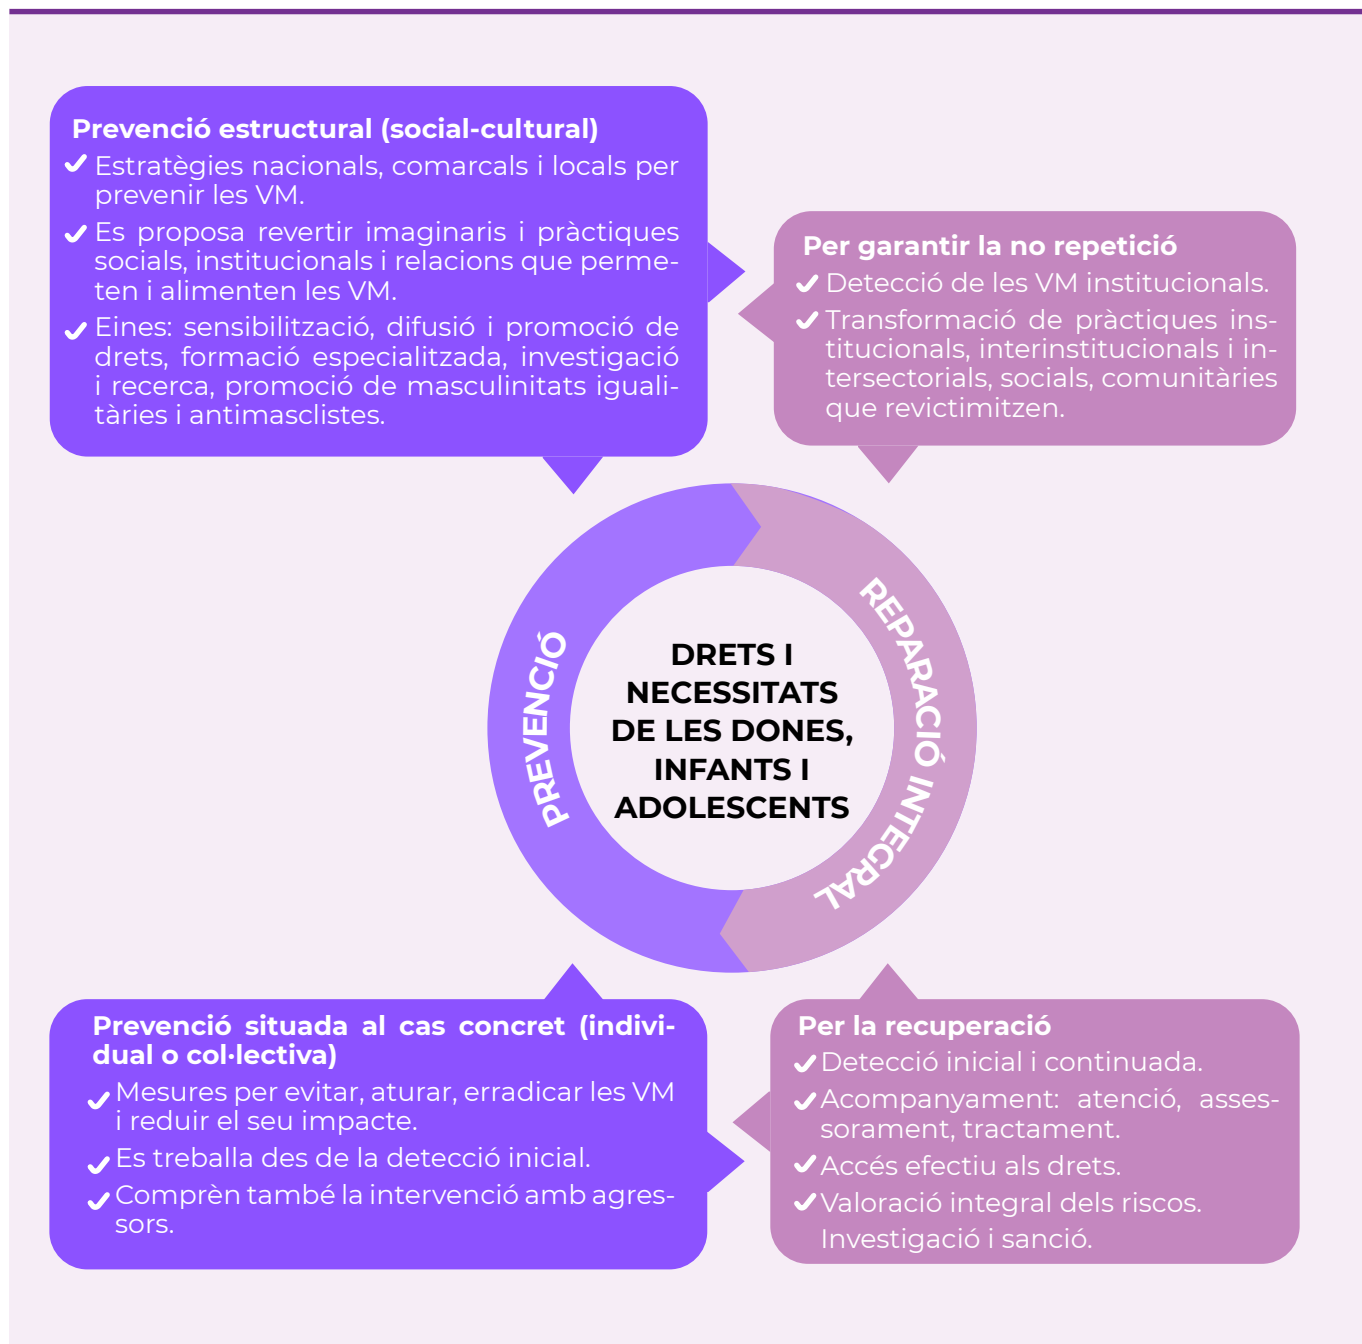 Prevenció estructural (social-cultural)
Estratègies nacionals, comarcals i locals per
prevenir les VM.
Es proposa revertir imaginaris i pràctiques
socials, institucionals i relacions que perme-
ten i alimenten les VM.
Eines: sensibilització, difusió i promoció de
drets, formació especialitzada, investigació
i recerca, promoció de masculinitats iguali-
tàries i antimasclistes.
Per garantir la no repetició
Detecció de les VM institucionals.
Transformació de pràctiques ins-
titucionals, interinstitucionals i in-
tersectorials, socials, comunitàries
que revictimitzen.
PREVENCIÓ
DRETS I
NECESSITATS
DE LES DONES,
INFANTS I
ADOLESCENTS
REPARACIÓ INTEGRAL
Prevenció situada al cas concret (indivi-
dual o col·lectiva)
Mesures per evitar, aturar, erradicar les VM
i reduir el seu impacte.
Es treballa des de la detecció inicial.
Comprèn també la intervenció amb agres-
sors.
Per la recuperació
Detecció inicial i continuada.
Acompanyament: atenció, asses-
sorament, tractament.
Accés efectiu als drets.
Valoració integral dels riscos.
Investigació i sanció.